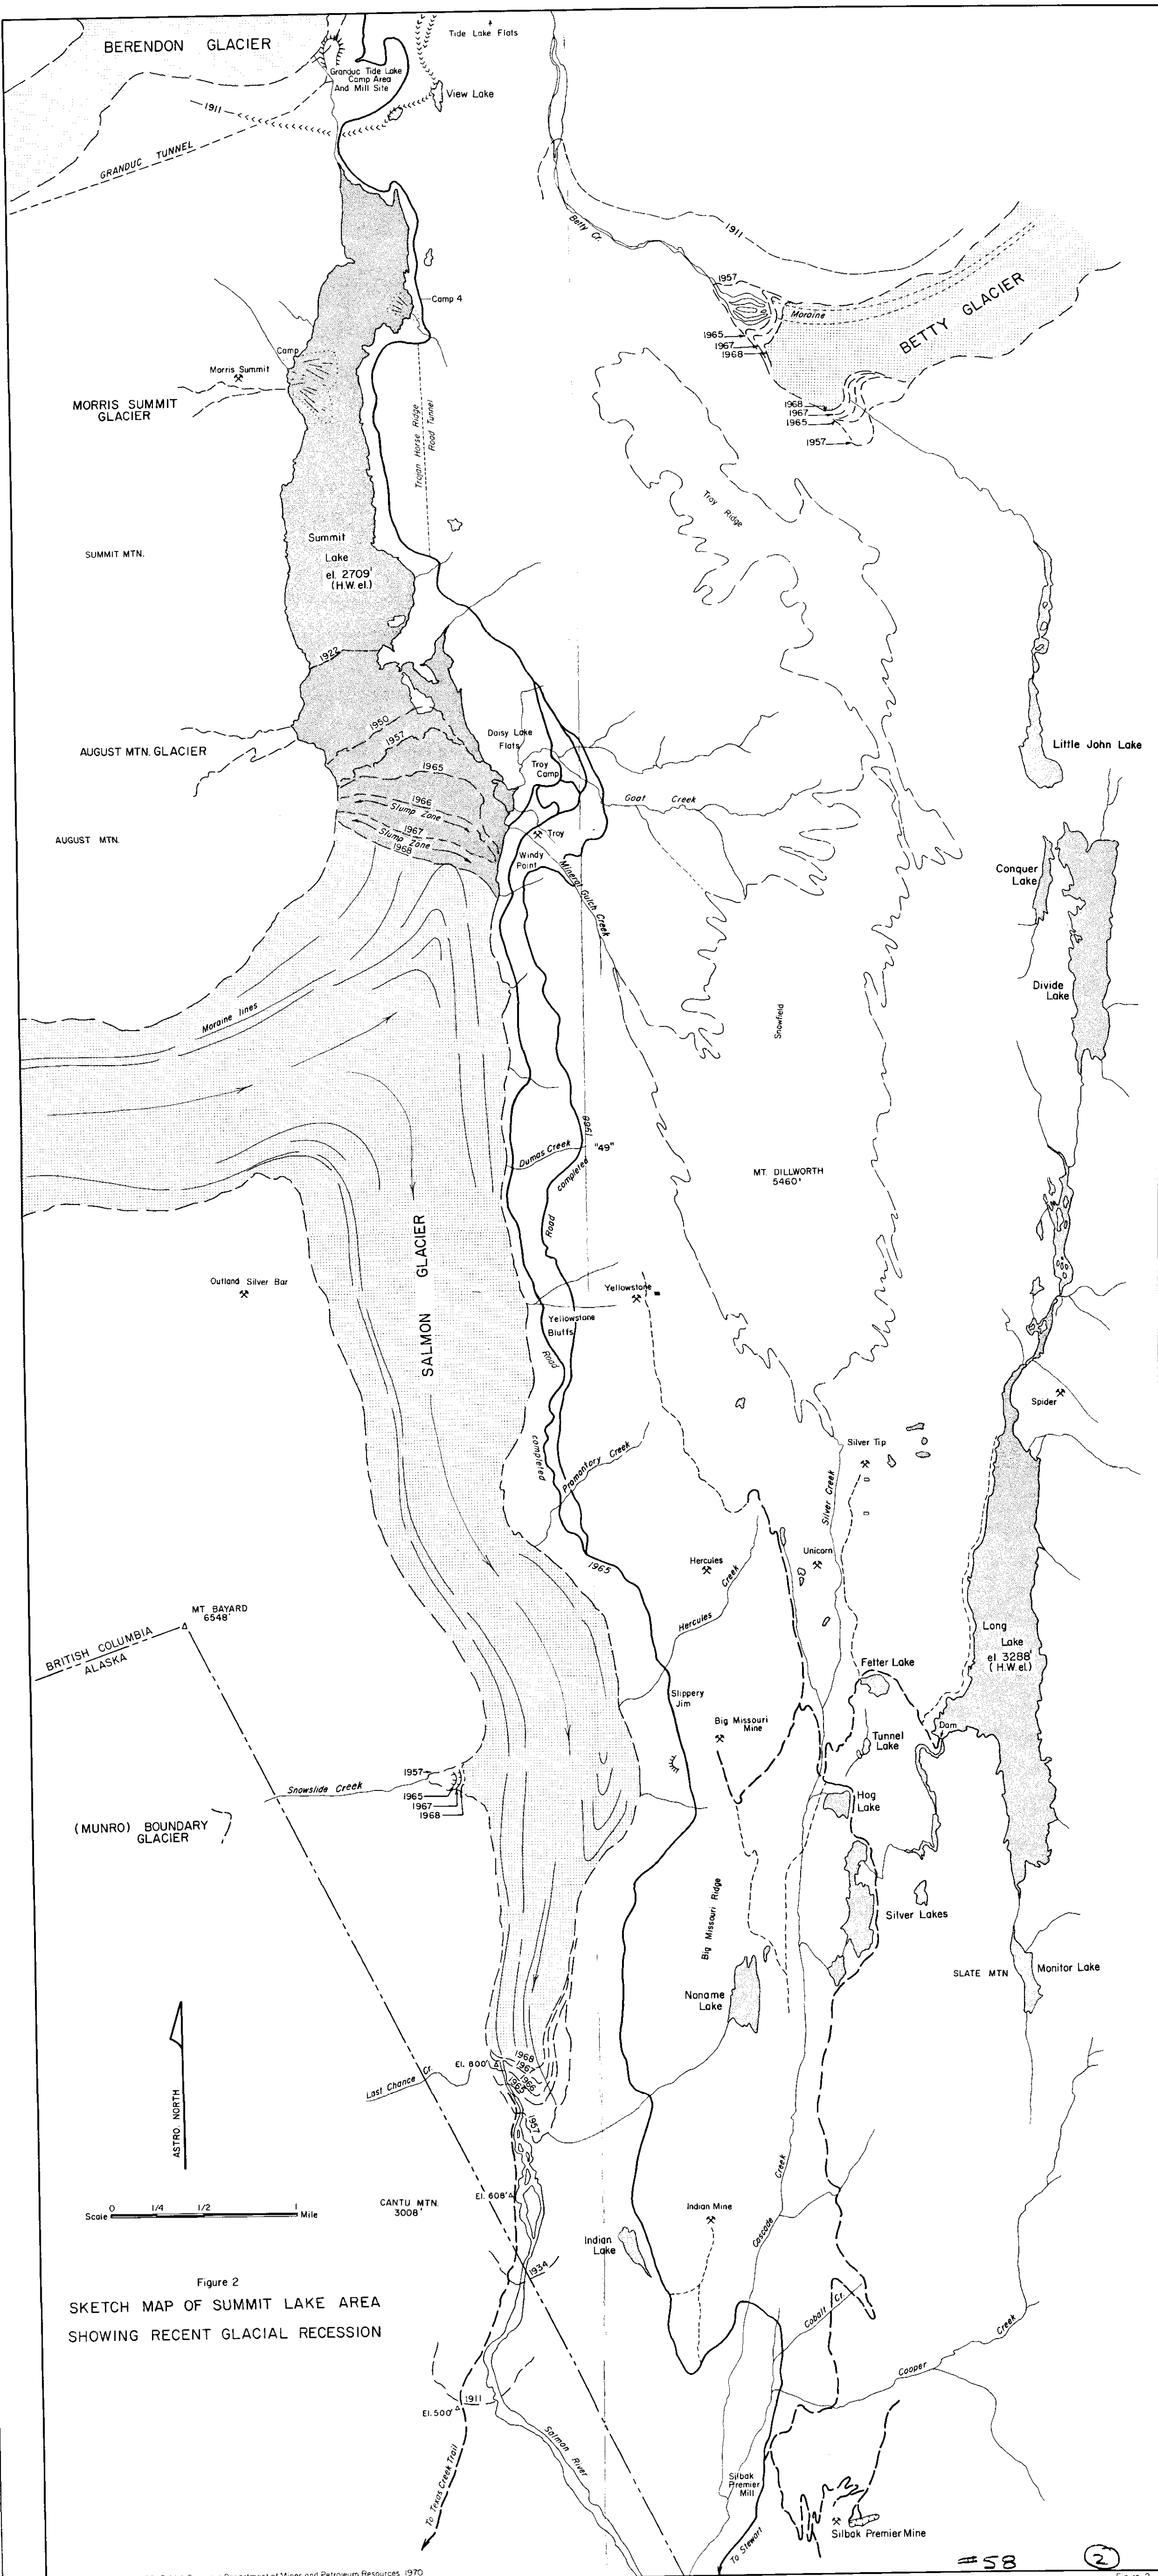 BERENDON GLACIER
Tide Lake Flats
Granduc Tide Lake
Camp Area
And Mill Site
View Lake
1911
GRANDUC TUNNEL
Betty Cr.
1911
1957
Moraine
BETTY GLACIER
1965
1967
1968
Camp 4
Camp
Morris Summit
MORRIS SUMMIT
GLACIER
1968
1967
1965
1957
Trojan Horse Ridge
Road Tunnel
Troy Ridge
SUMMIT MTN.
Summit
Lake
el. 2709'
(H.W. el.)
1922
1950
1957
AUGUST MTN. GLACIER
Daisy Lake
Flats
Little John Lake
1965
Troy
Camp
1966
Slump Zone
Goat Creek
1967
Slump Zone
1968
Troy
AUGUST MTN.
Windy
Point
Mineral Gulch Creek
Conquer
Lake
Divide
Lake
Moraine lines
Snowfield
1968
"49"
Dumas Creek
completed
Road
MT. DILLWORTH
5460'
SALMON GLACIER
Outland Silver Bar
Yellowstone
Yellowstone
Bluffs
Road
completed
Spider
Silver Tip
Promontory Creek
Silver Creek
1965
Hercules
Unicorn
Hercules Creek
MT BAYARD
6548'
BRITISH COLUMBIA
ALASKA
Long
Lake
el. 3288'
(H.W. el.)
Fetter Lake
Slippery
Jim
Big Missouri
Mine
Dam
Tunnel
Lake
1957
Snowslide Creek
1965
1967
1968
Hog
Lake
(MUNRO) BOUNDARY
GLACIER
Big Missouri Ridge
Silver Lakes
SLATE MTN
Monitor Lake
Noname
Lake
1968
1967
1966
1965
El. 800'
Last Chance Cr.
1957
ASTRO. NORTH
El. 608'
CANTU MTN.
3008'
Scale 0 1/4 1/2 1 Mile
Indian Mine
Cascade Creek
Indian
Lake
1934
Figure 2
SKETCH MAP OF SUMMIT LAKE AREA
SHOWING RECENT GLACIAL RECESSION
Cobalt Cr.
Cooper Creek
1911
El. 500'
Salmon River
To Texas Creek Trail
Silbak
Premier
Mill
To Stewart
Silbak Premier Mine
#58
2
Department of Mines and Petroleum Resources 1970